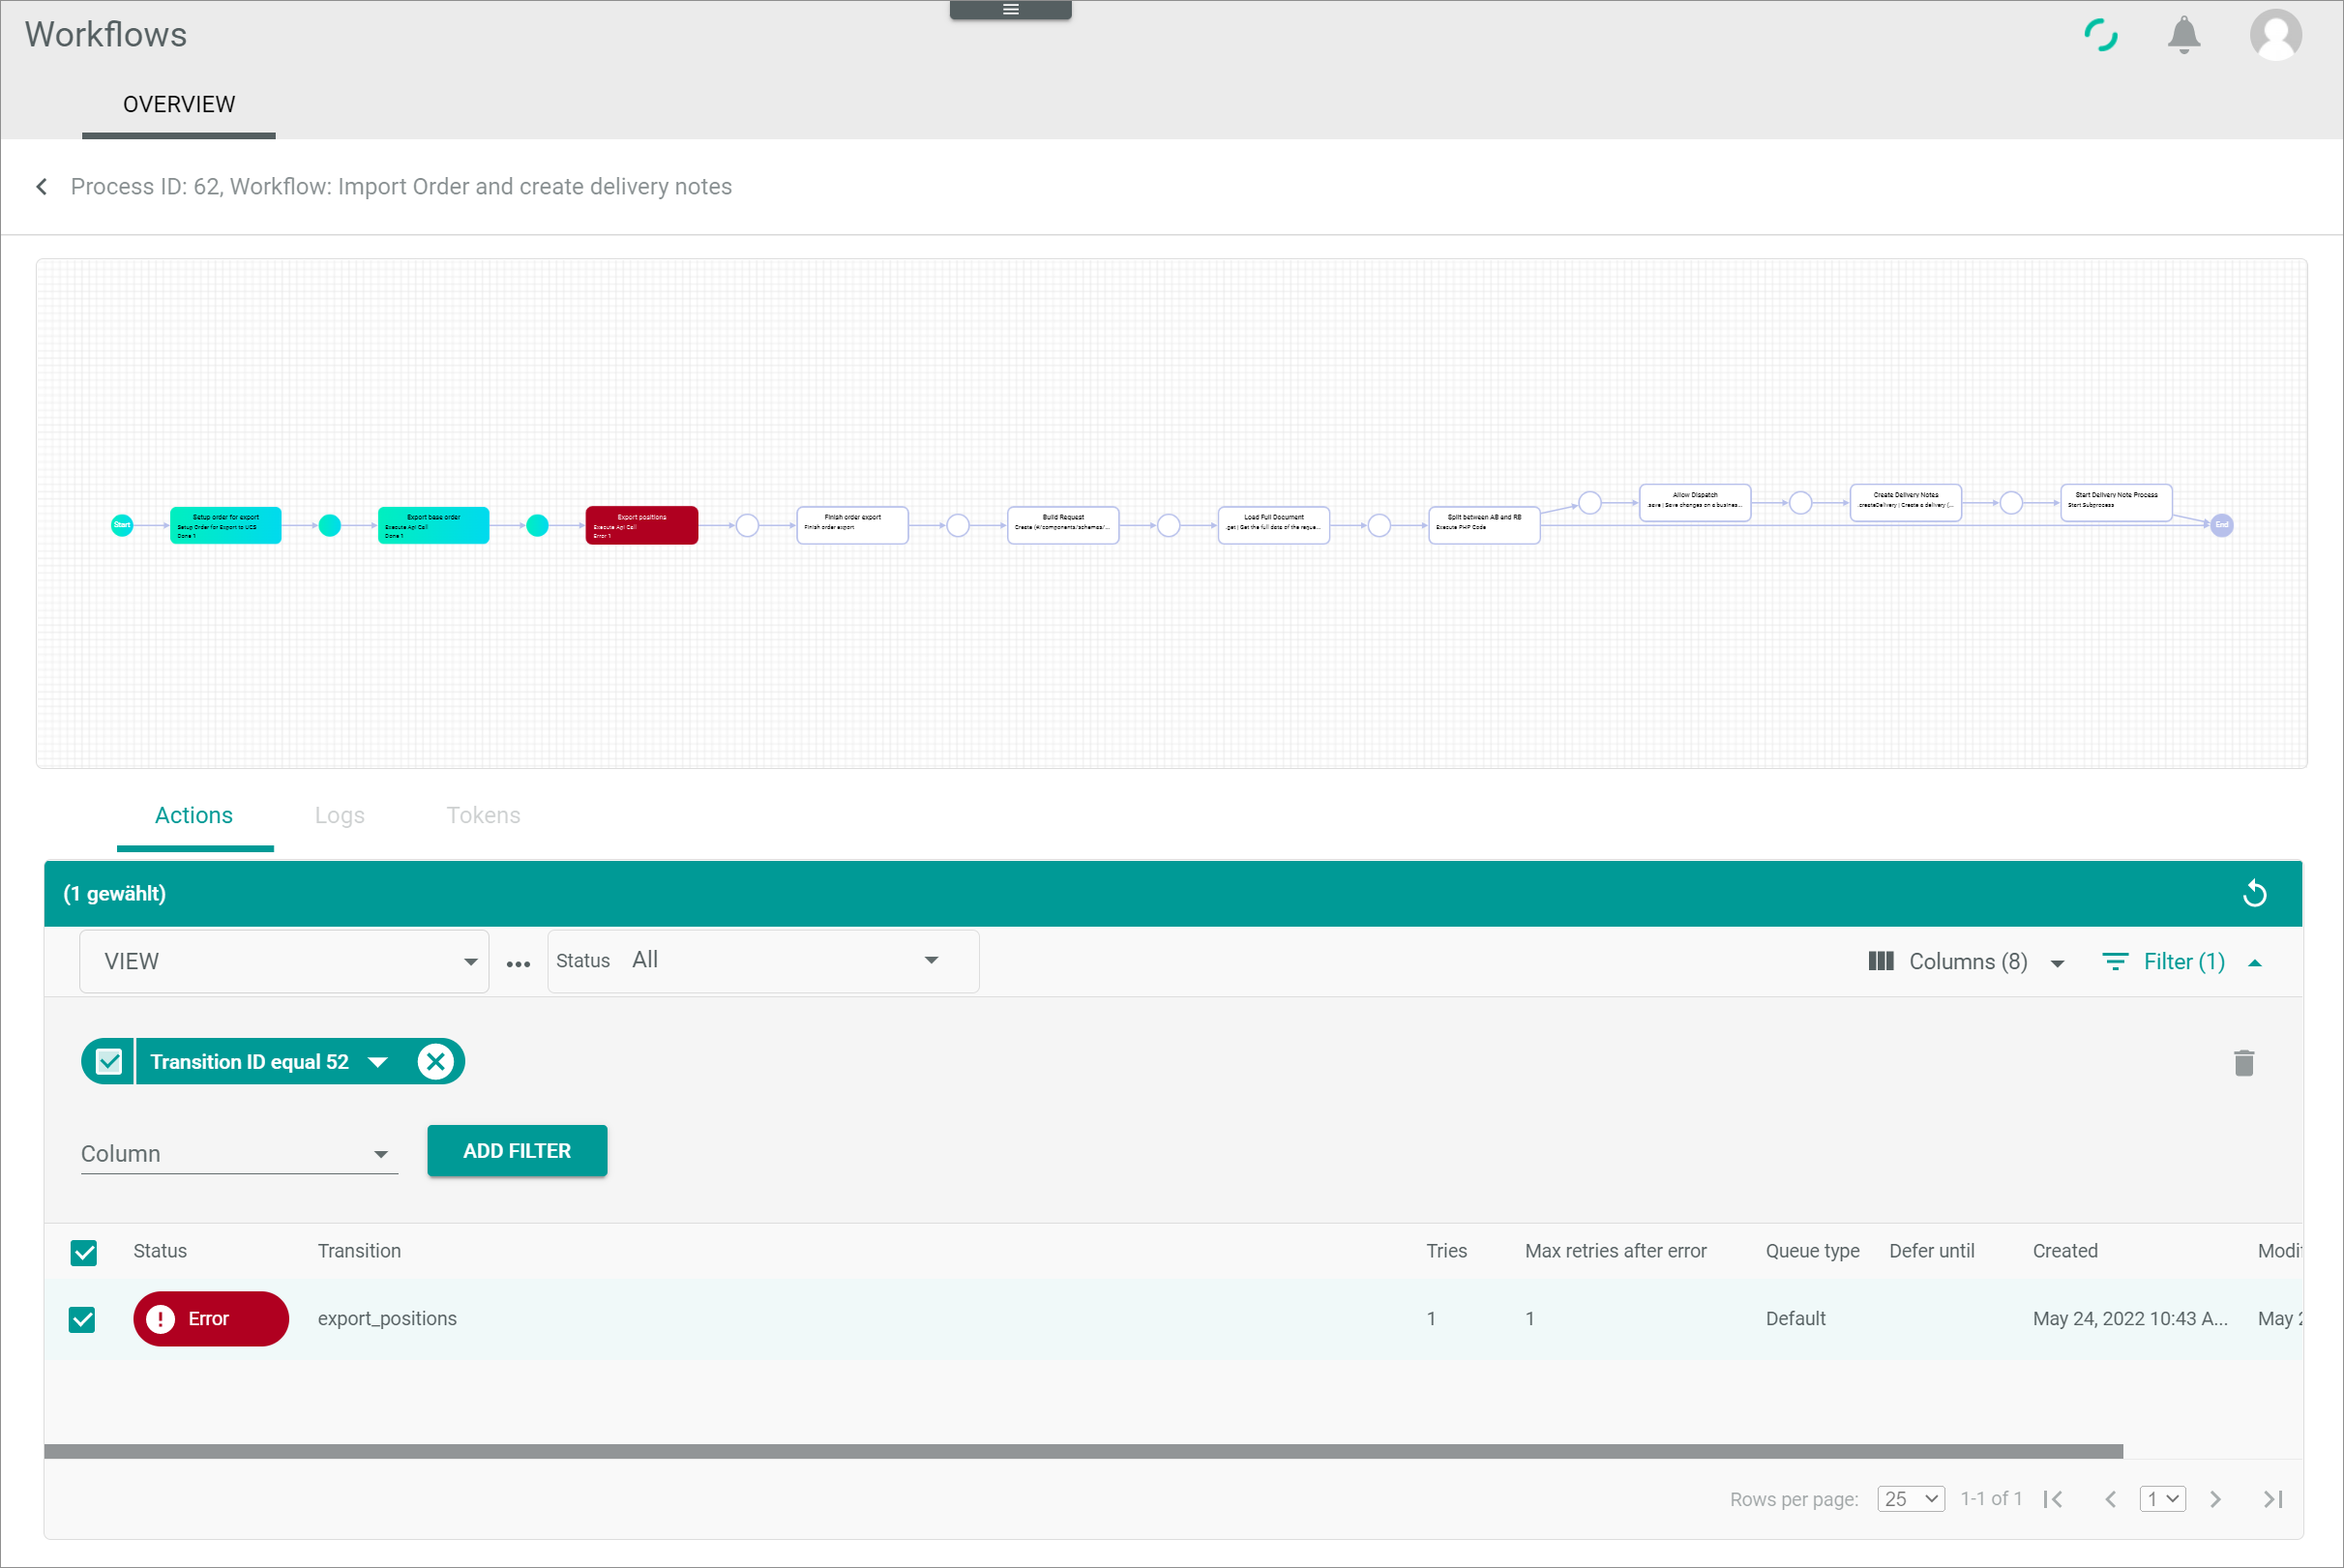 Workflows
OVERVIEW
Process ID: 62, Workflow: Import Order and create delivery notes
Start
Setup order for export
Setup Order for Export to UCS
Done 1
Export base order
Execute Api Call
Done 1
Export positions
Execute Api Call
Error 1
Finish order export
Finish order export
Build Request
Create (#/components/schemas/...
Load Full Document
.get | Get the full data of the reque...
Split between AB and RB
Execute PHP Code
Allow Dispatch
.save | Save changes on a busines...
Create Delivery Notes
.createDelivery | Create a delivery (...
Start Delivery Note Process
Start Subprocess
End
Actions Logs Tokens
(1 gewählt)
VIEW ... Status All Columns (8) Filter (1)
Transition ID equal 52
Column ADD FILTER
Status Transition Tries Max retries after error Queue type Defer until Created Modif
Error export_positions 1 1 Default May 24, 2022 10:43 A... May 2
Rows per page: 25 1-1 of 1 1